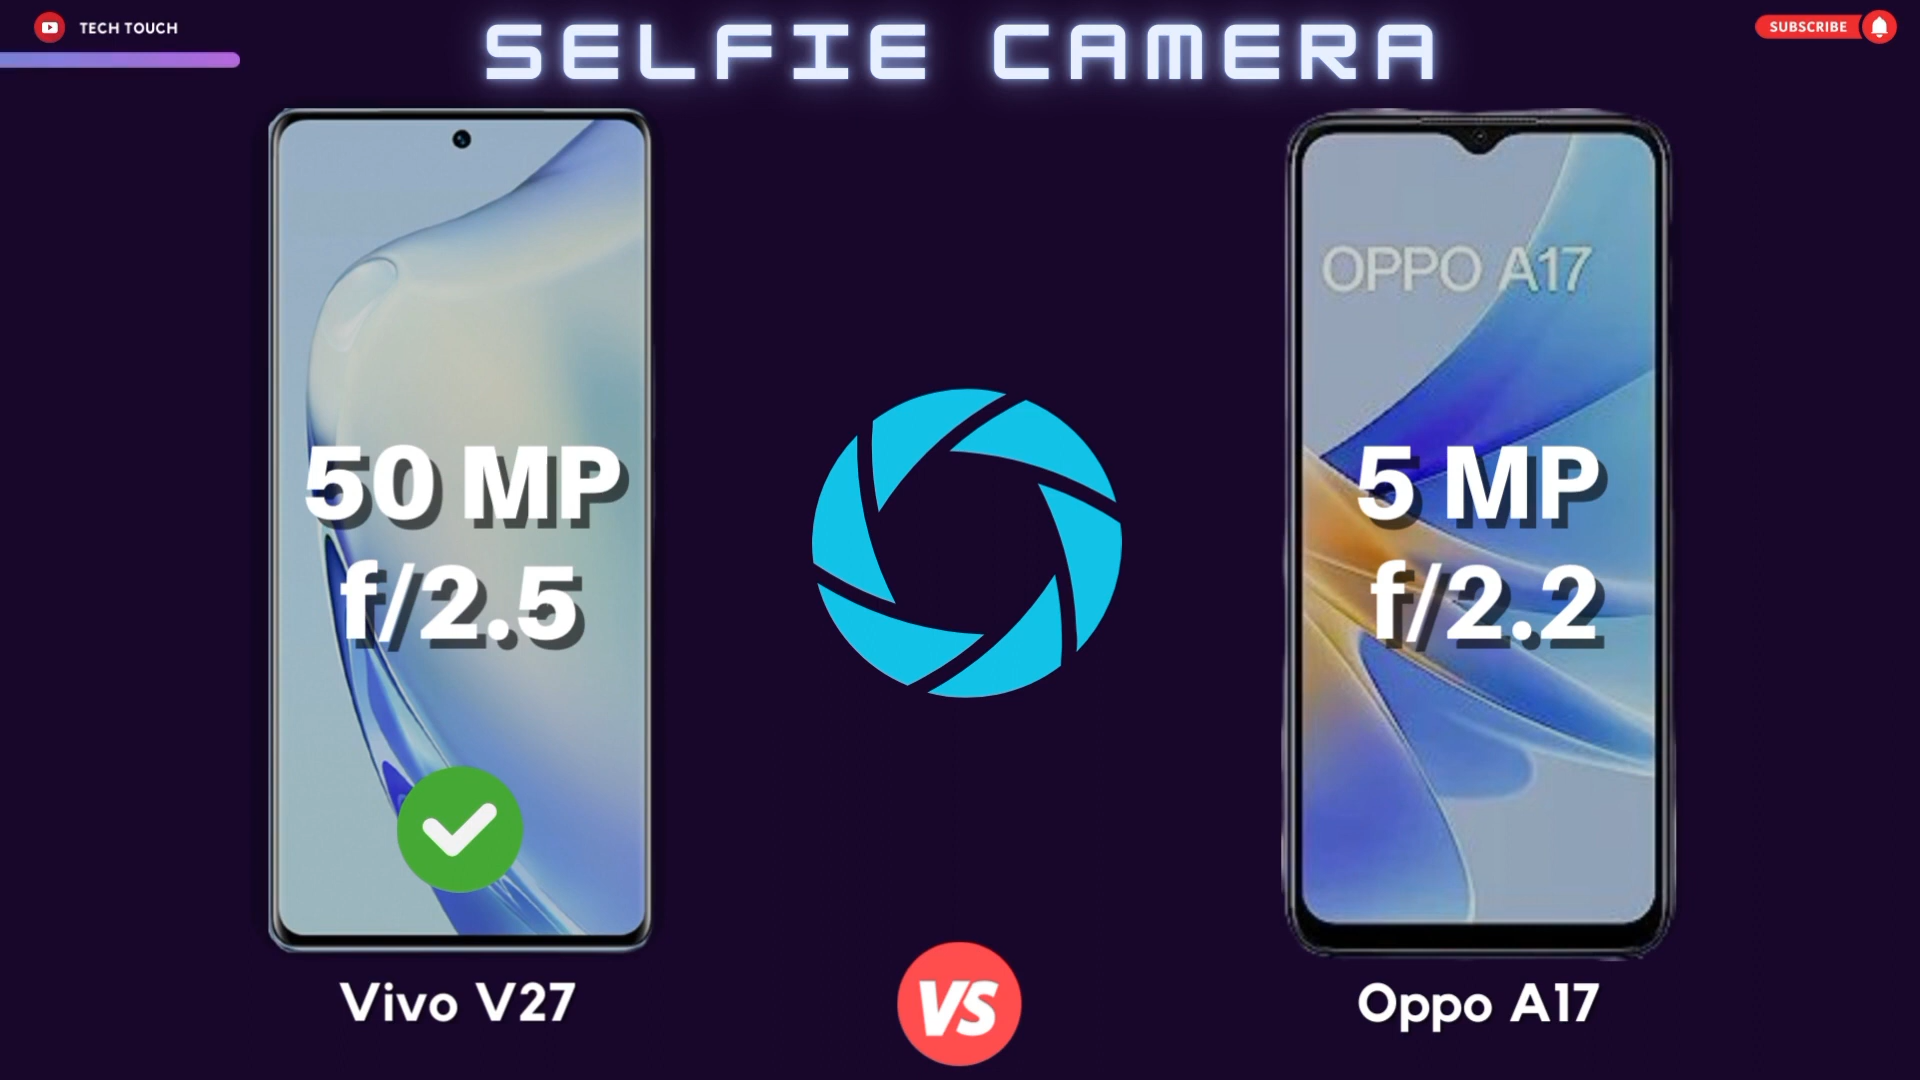 TECH TOUCH
SELFIE CAMERA
SUBSCRIBE
OPPO A17
50 MP
f/2.5
5 MP
f/2.2
Vivo V27
VS
Oppo A17